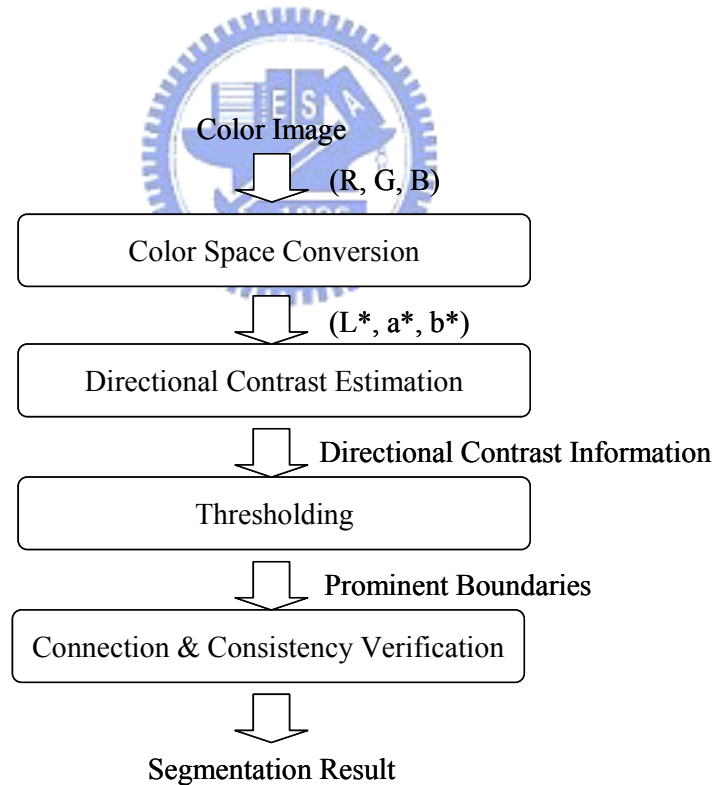 E S A
Color Image
(R, G, B)
1896
Color Space Conversion
(L*, a*, b*)
Directional Contrast Estimation
Directional Contrast Information
Thresholding
Prominent Boundaries
Connection & Consistency Verification
Segmentation Result